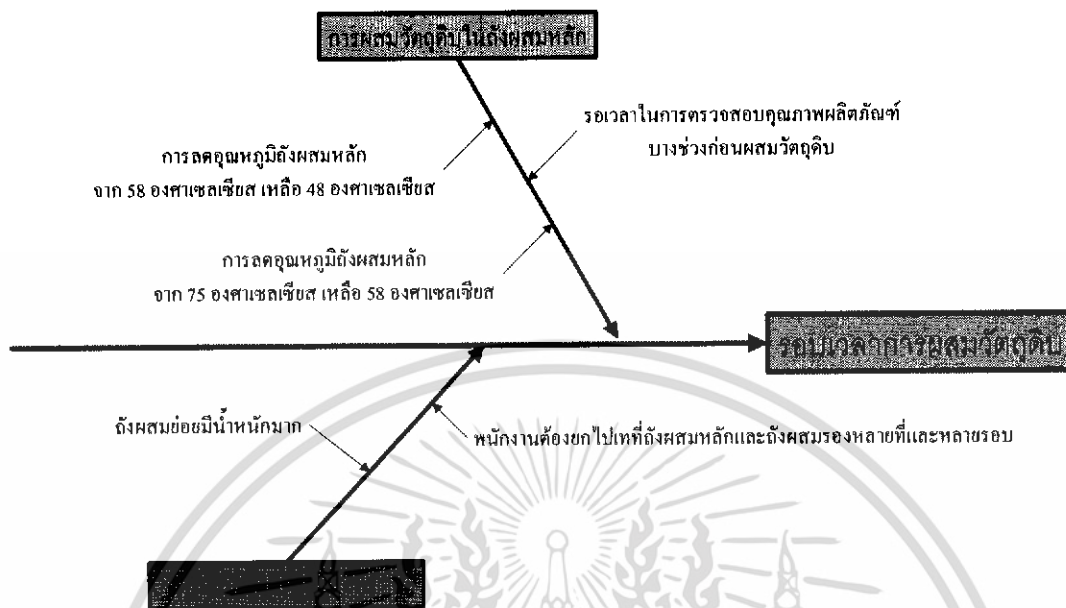 การผสมวัตถุดิบในถังผสมหลัก
รอเวลาในการตรวจสอบคุณภาพผลิตภัณฑ์
บางช่วงก่อนผสมวัตถุดิบ
การลดอุณหภูมิถังผสมหลัก
จาก 58 องศาเซลเซียส เหลือ 48 องศาเซลเซียส
การลดอุณหภูมิถังผสมหลัก
จาก 75 องศาเซลเซียส เหลือ 58 องศาเซลเซียส
รอบเวลาการผสมวัตถุดิบ
ถังผสมย่อยมีน้ำหนักมาก
พนักงานต้องยกไปเทที่ถังผสมหลักและถังผสมรองหลายที่และหลายรอบ